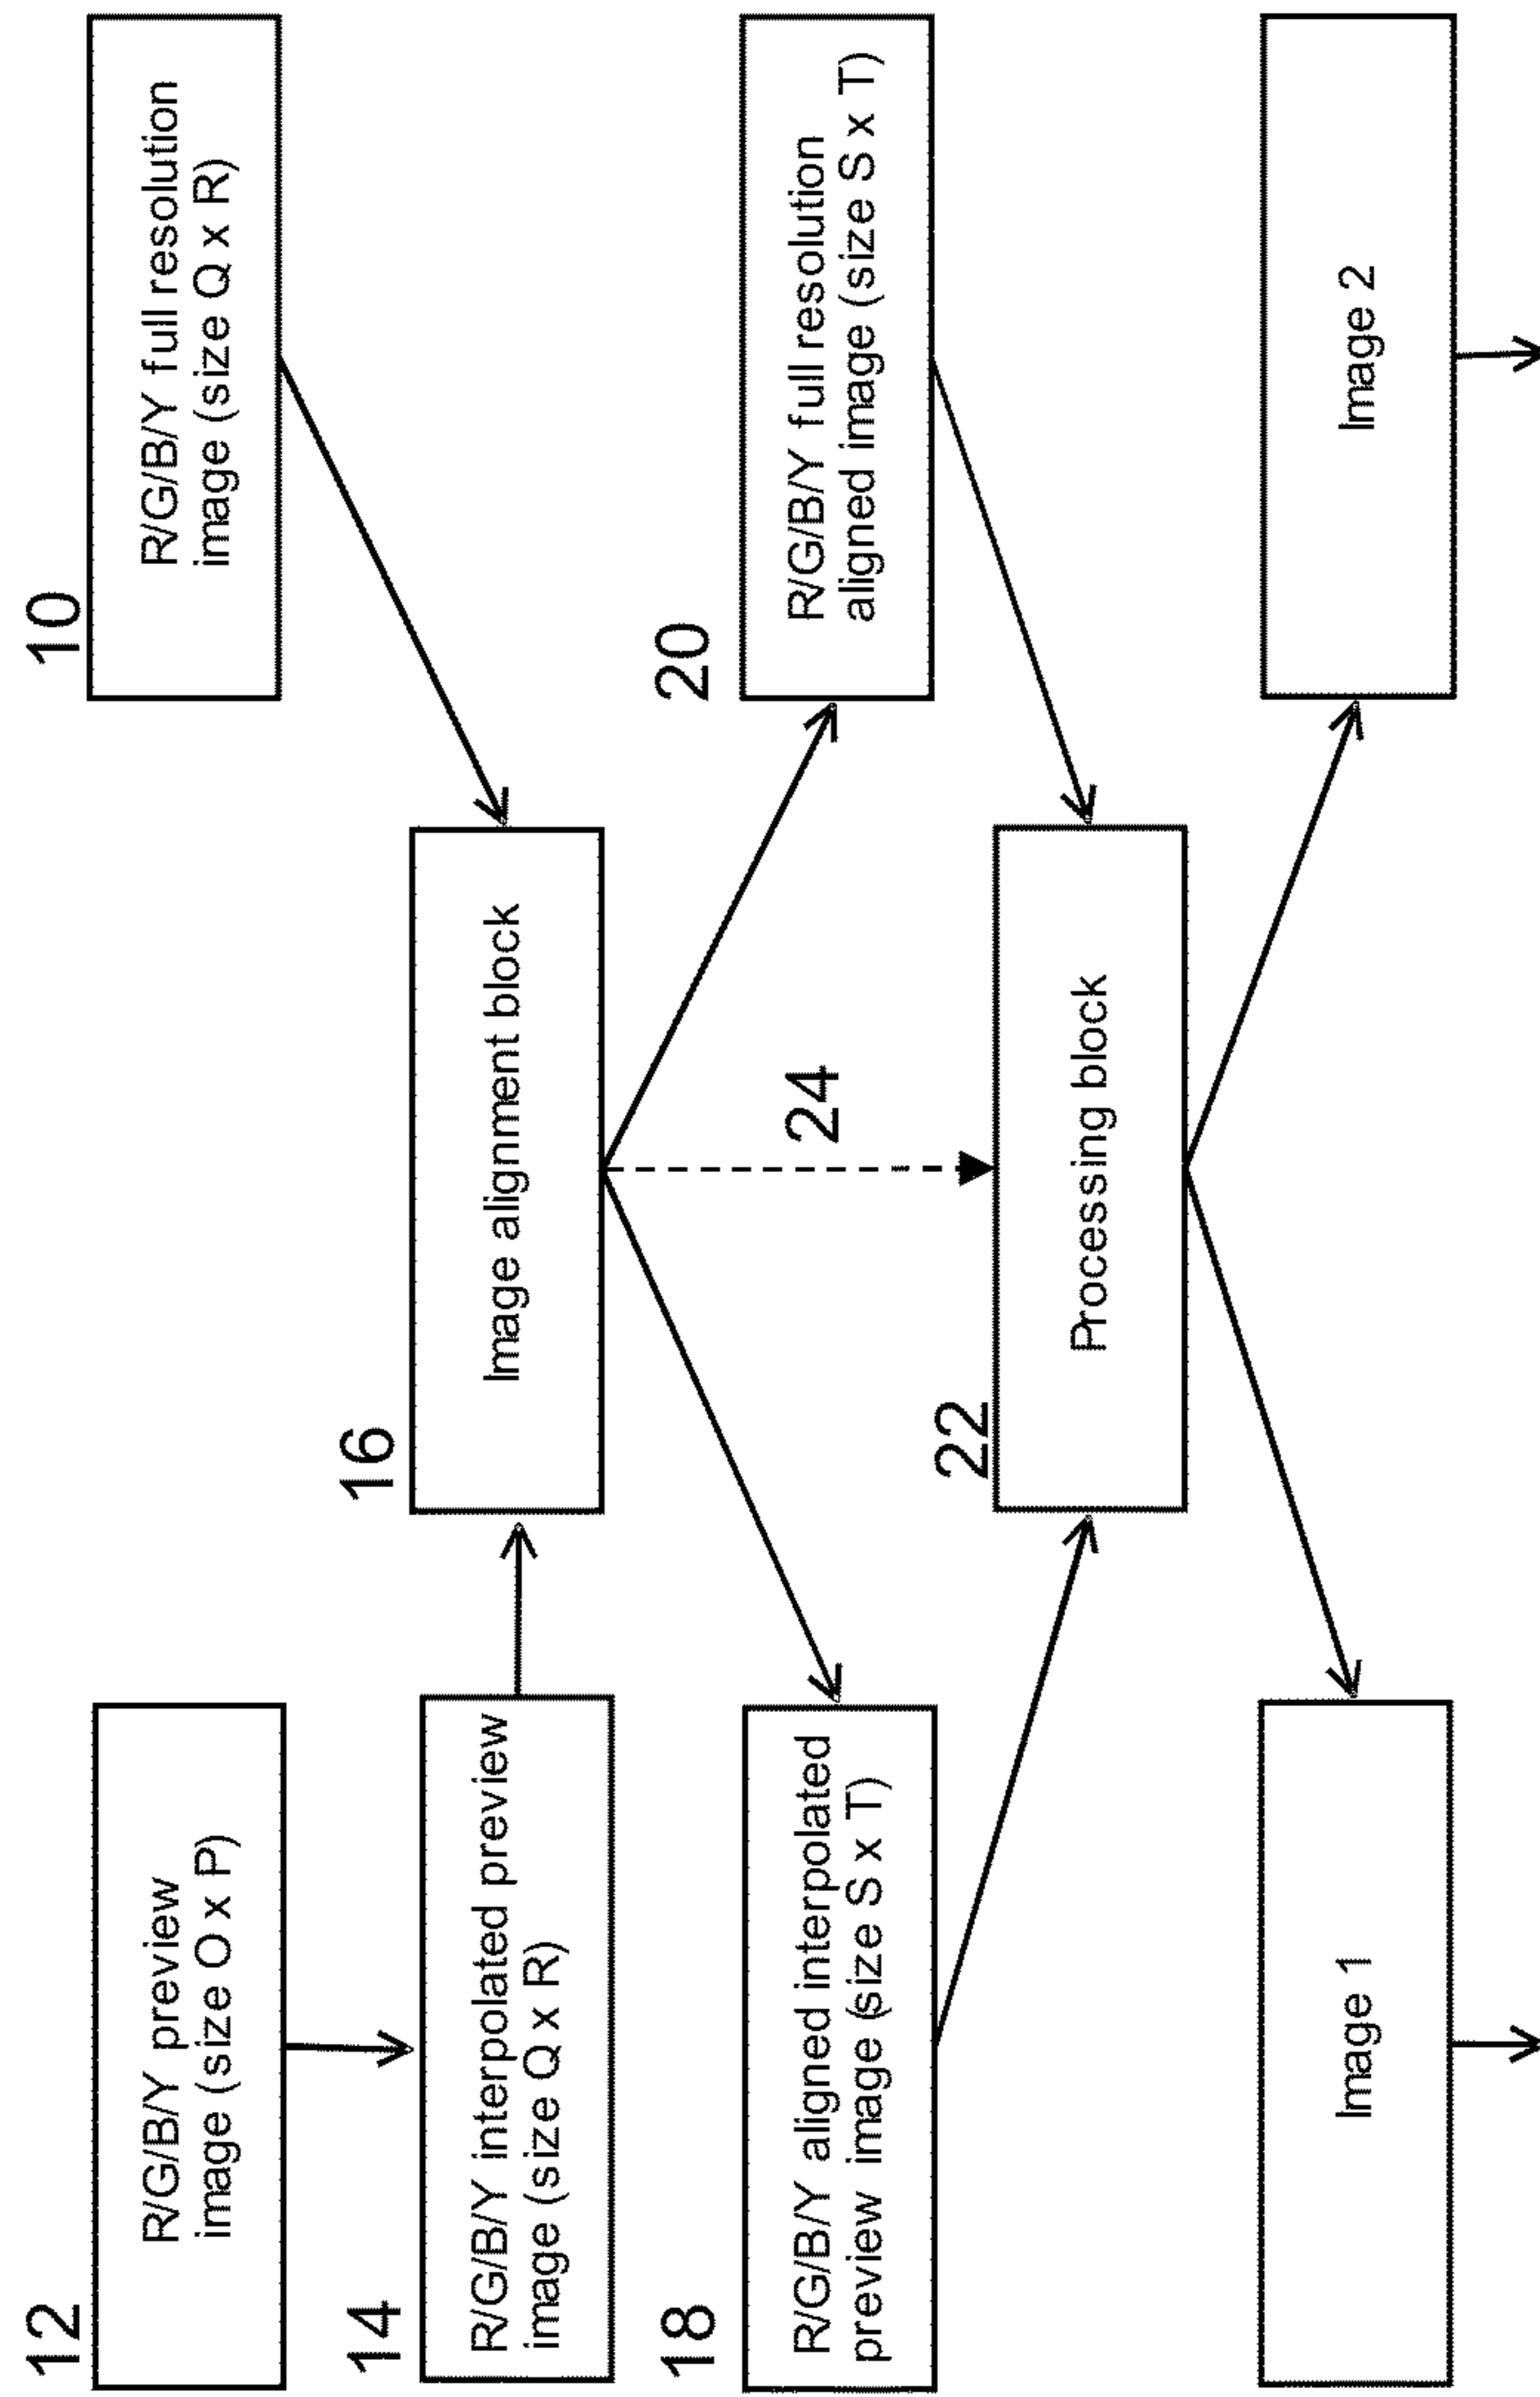 12
R/G/B/Y preview
image (size O x P)
10
R/G/B/Y full resolution
image (size Q x R)
14
R/G/B/Y interpolated preview
image (size Q x R)
16
Image alignment block
18
R/G/B/Y aligned interpolated
preview image (size S x T)
24
20
R/G/B/Y full resolution
aligned image (size S x T)
22
Processing block
Image 1
Image 2